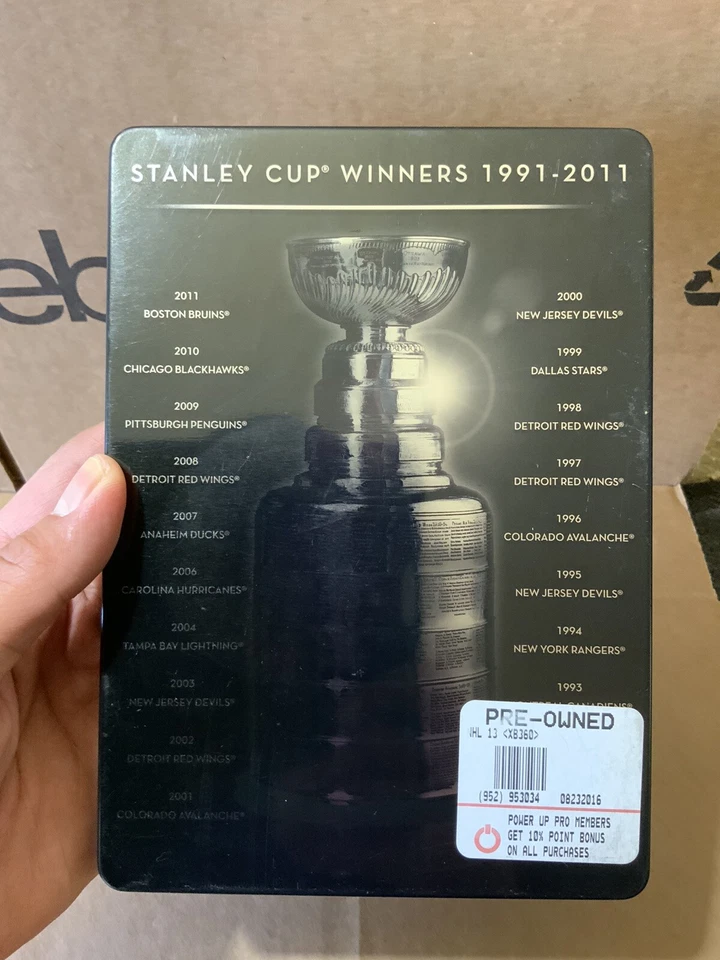 STANLEY CUP® WINNERS 1991-2011
2011
BOSTON BRUINS®
2010
CHICAGO BLACKHAWKS®
2009
PITTSBURGH PENGUINS®
2008
DETROIT RED WINGS®
2007
ANAHEIM DUCKS®
2006
CAROLINA HURRICANES®
2004
TAMPA BAY LIGHTNING®
2003
NEW JERSEY DEVILS®
2002
DETROIT RED WINGS®
2001
COLORADO AVALANCHE®
2000
NEW JERSEY DEVILS®
1999
DALLAS STARS®
1998
DETROIT RED WINGS®
1997
DETROIT RED WINGS®
1996
COLORADO AVALANCHE®
1995
NEW JERSEY DEVILS®
1994
NEW YORK RANGERS®
1993
CANADIENS®
PRE-OWNED
NHL 13 <XB360>
(952) 953034 08232016
POWER UP PRO MEMBERS
GET 10% POINT BONUS
ON ALL PURCHASES
eb